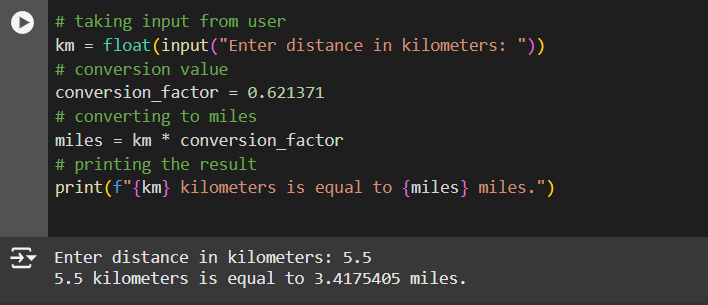 # taking input from user
km = float(input("Enter distance in kilometers: "))
# conversion value
conversion_factor = 0.621371
# converting to miles
miles = km * conversion_factor
# printing the result
print(f"{km} kilometers is equal to {miles} miles.")
Enter distance in kilometers: 5.5
5.5 kilometers is equal to 3.4175405 miles.